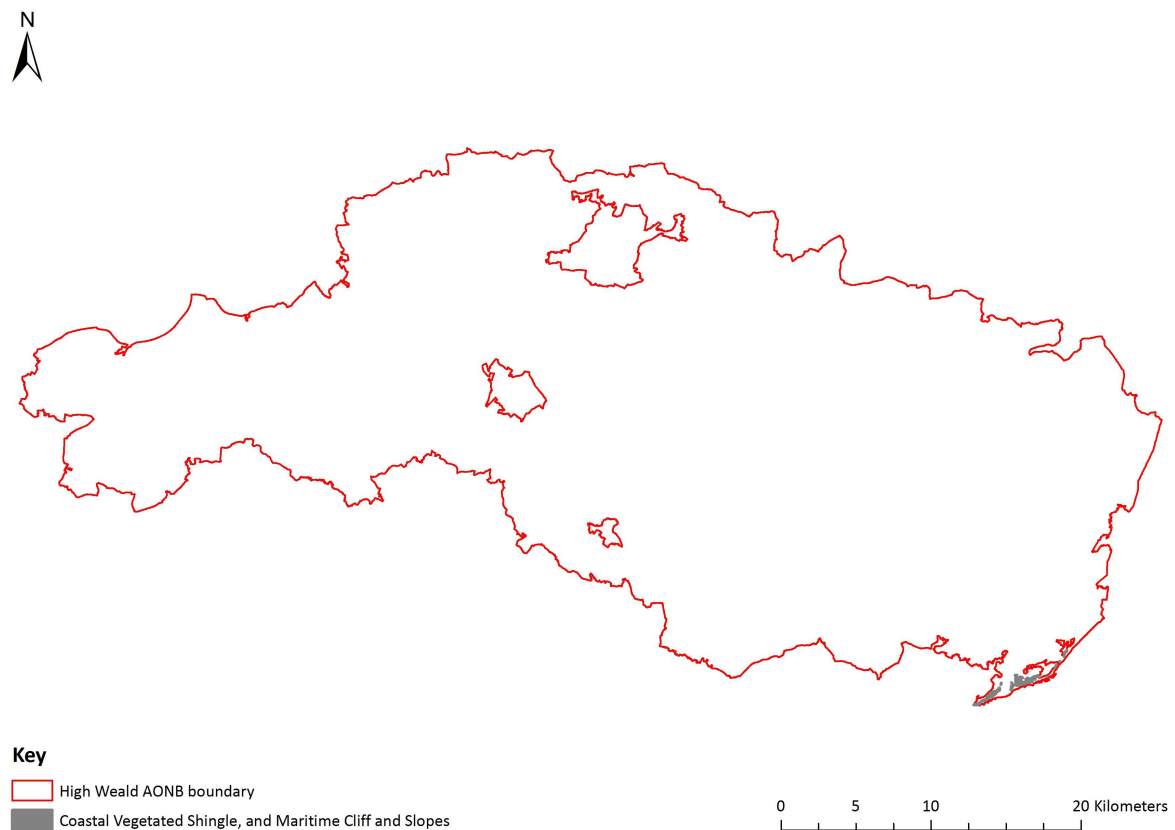 N
Key
High Weald AONB boundary
Coastal Vegetated Shingle, and Maritime Cliff and Slopes
0 5 10 20 Kilometers